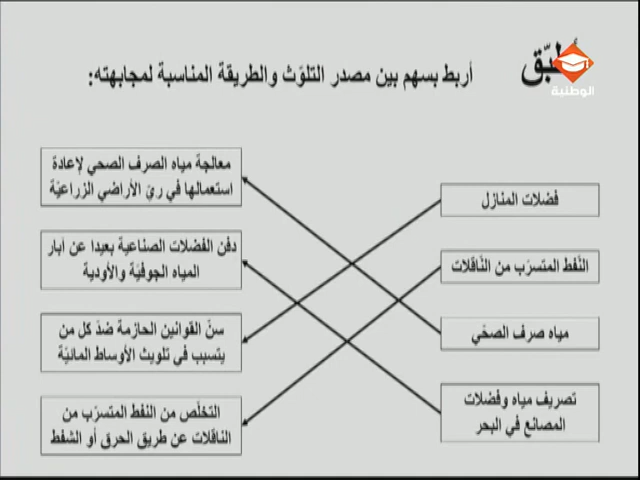 أطبّق
الوطنية
أربط بسهم بين مصدر التلوّث والطريقة المناسبة لمجابهته:
فضلات المنازل
النّفط المتسرّب من النّاقلات
مياه صرف الصحّي
تصريف مياه وفضلات
المصانع في البحر
معالجة مياه الصرف الصحي لإعادة
استعمالها في ريّ الأراضي الزراعيّة
دفن الفضلات الصناعية بعيدا عن آبار
المياه الجوفيّة والأودية
سنّ القوانين الحازمة ضدّ كل من
يتسبب في تلويث الأوساط المائيّة
التخلّص من النفط المتسرّب من
الناقلات عن طريق الحرق أو الشفط